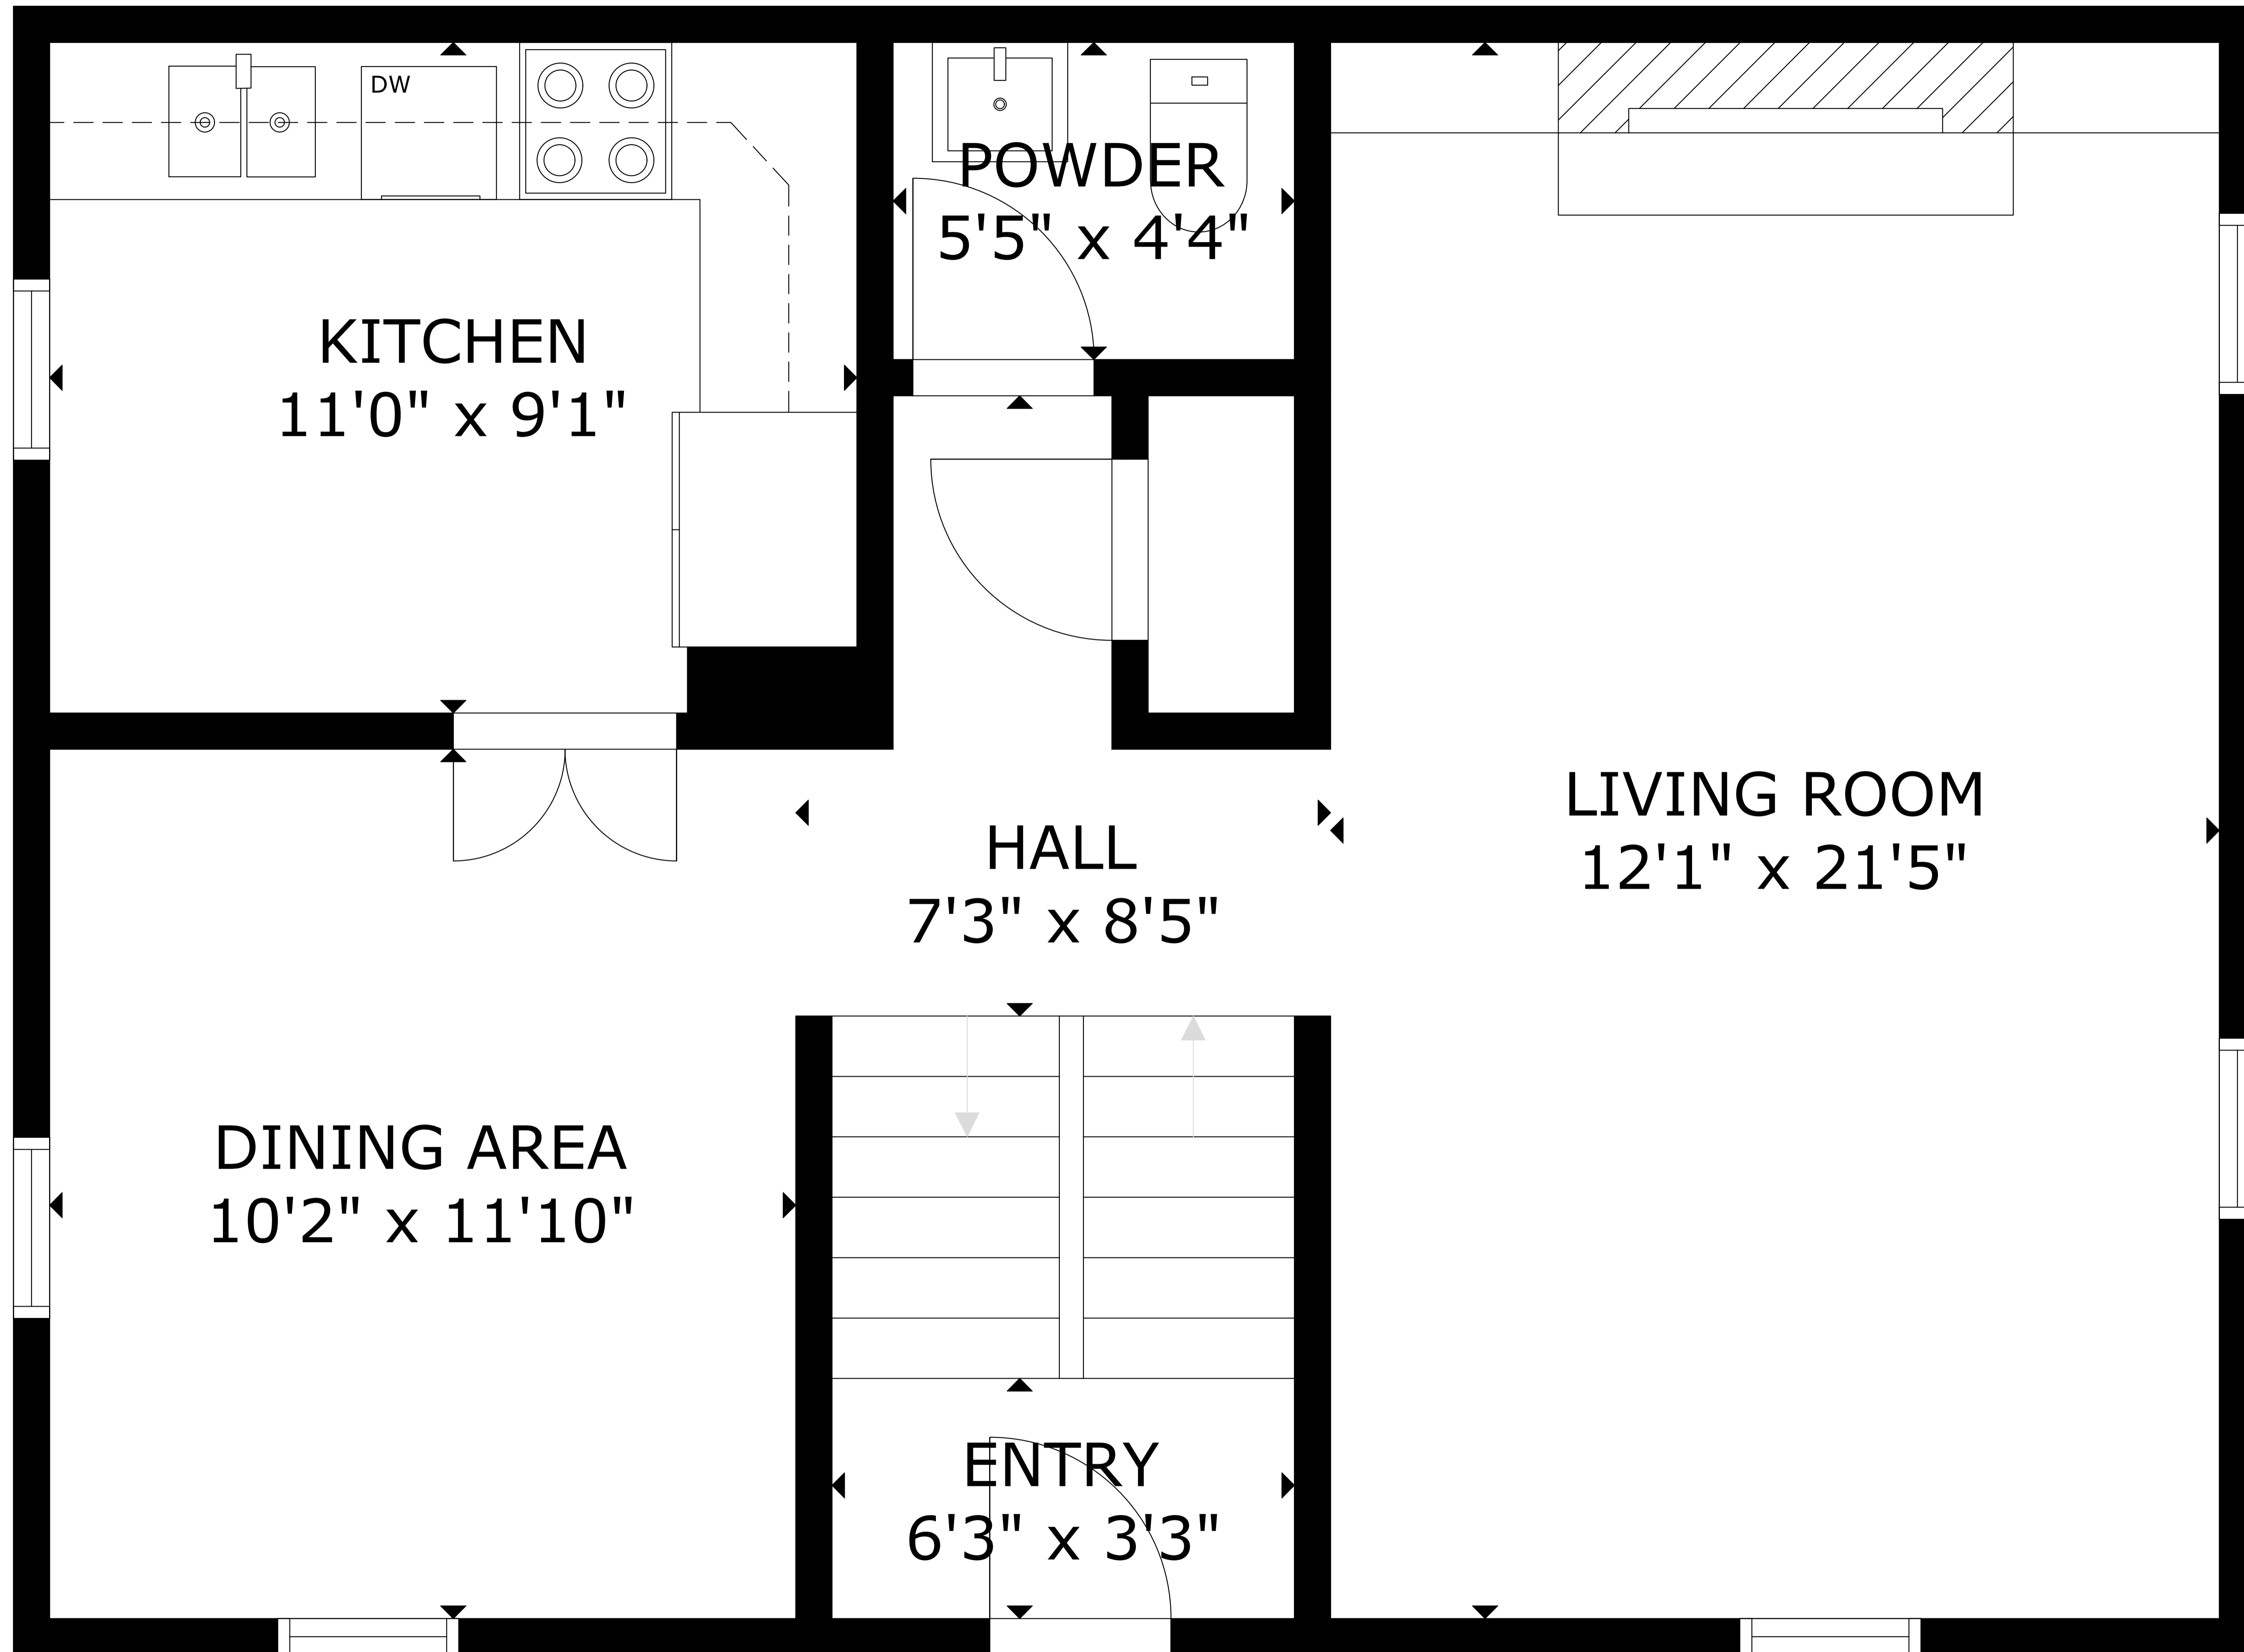 DW
POWDER
5'5" x 4'4"
KITCHEN
11'0" x 9'1"
LIVING ROOM
12'1" x 21'5"
HALL
7'3" x 8'5"
DINING AREA
10'2" x 11'10"
ENTRY
6'3" x 3'3"